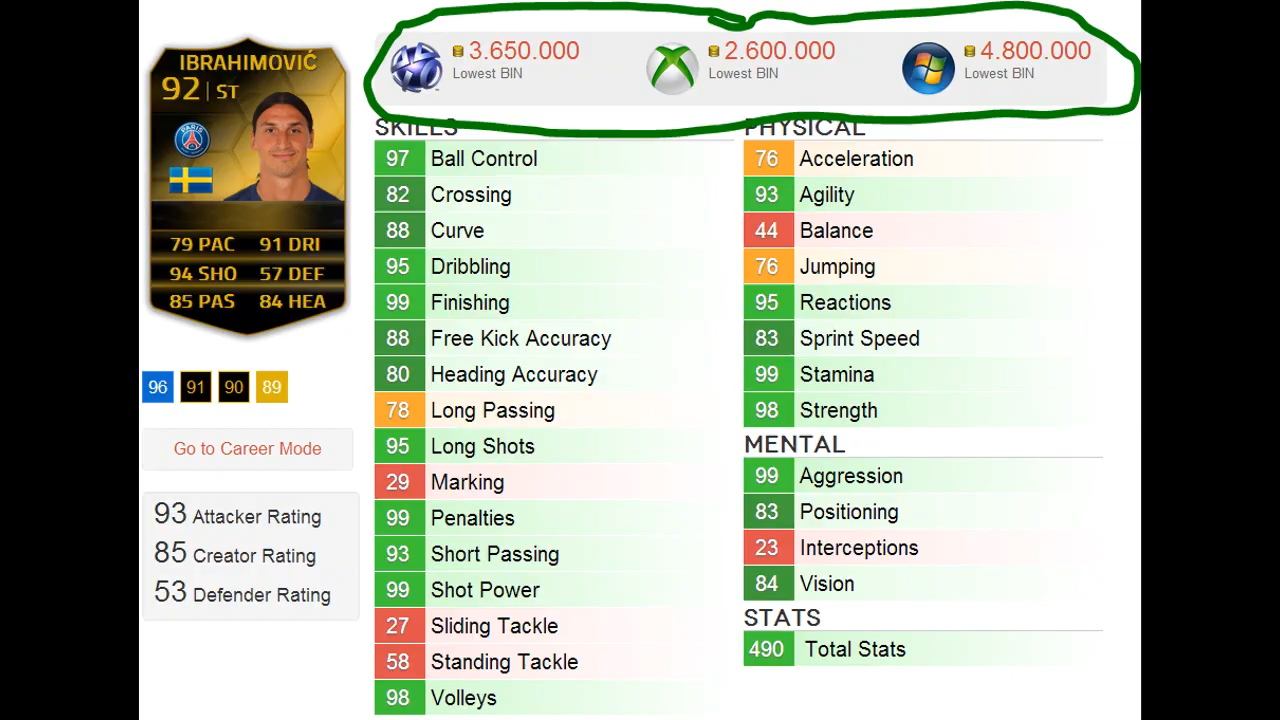 IBRAHIMOVIĆ
92 | ST
PARIS
79 PAC 91 DRI
94 SHO 57 DEF
85 PAS 84 HEA
96 91 90 89
Go to Career Mode
93 Attacker Rating
85 Creator Rating
53 Defender Rating
3.650.000
Lowest BIN
2.600.000
Lowest BIN
4.800.000
Lowest BIN
SKILLS
97 Ball Control
82 Crossing
88 Curve
95 Dribbling
99 Finishing
88 Free Kick Accuracy
80 Heading Accuracy
78 Long Passing
95 Long Shots
29 Marking
99 Penalties
93 Short Passing
99 Shot Power
27 Sliding Tackle
58 Standing Tackle
98 Volleys
PHYSICAL
76 Acceleration
93 Agility
44 Balance
76 Jumping
95 Reactions
83 Sprint Speed
99 Stamina
98 Strength
MENTAL
99 Aggression
83 Positioning
23 Interceptions
84 Vision
STATS
490 Total Stats